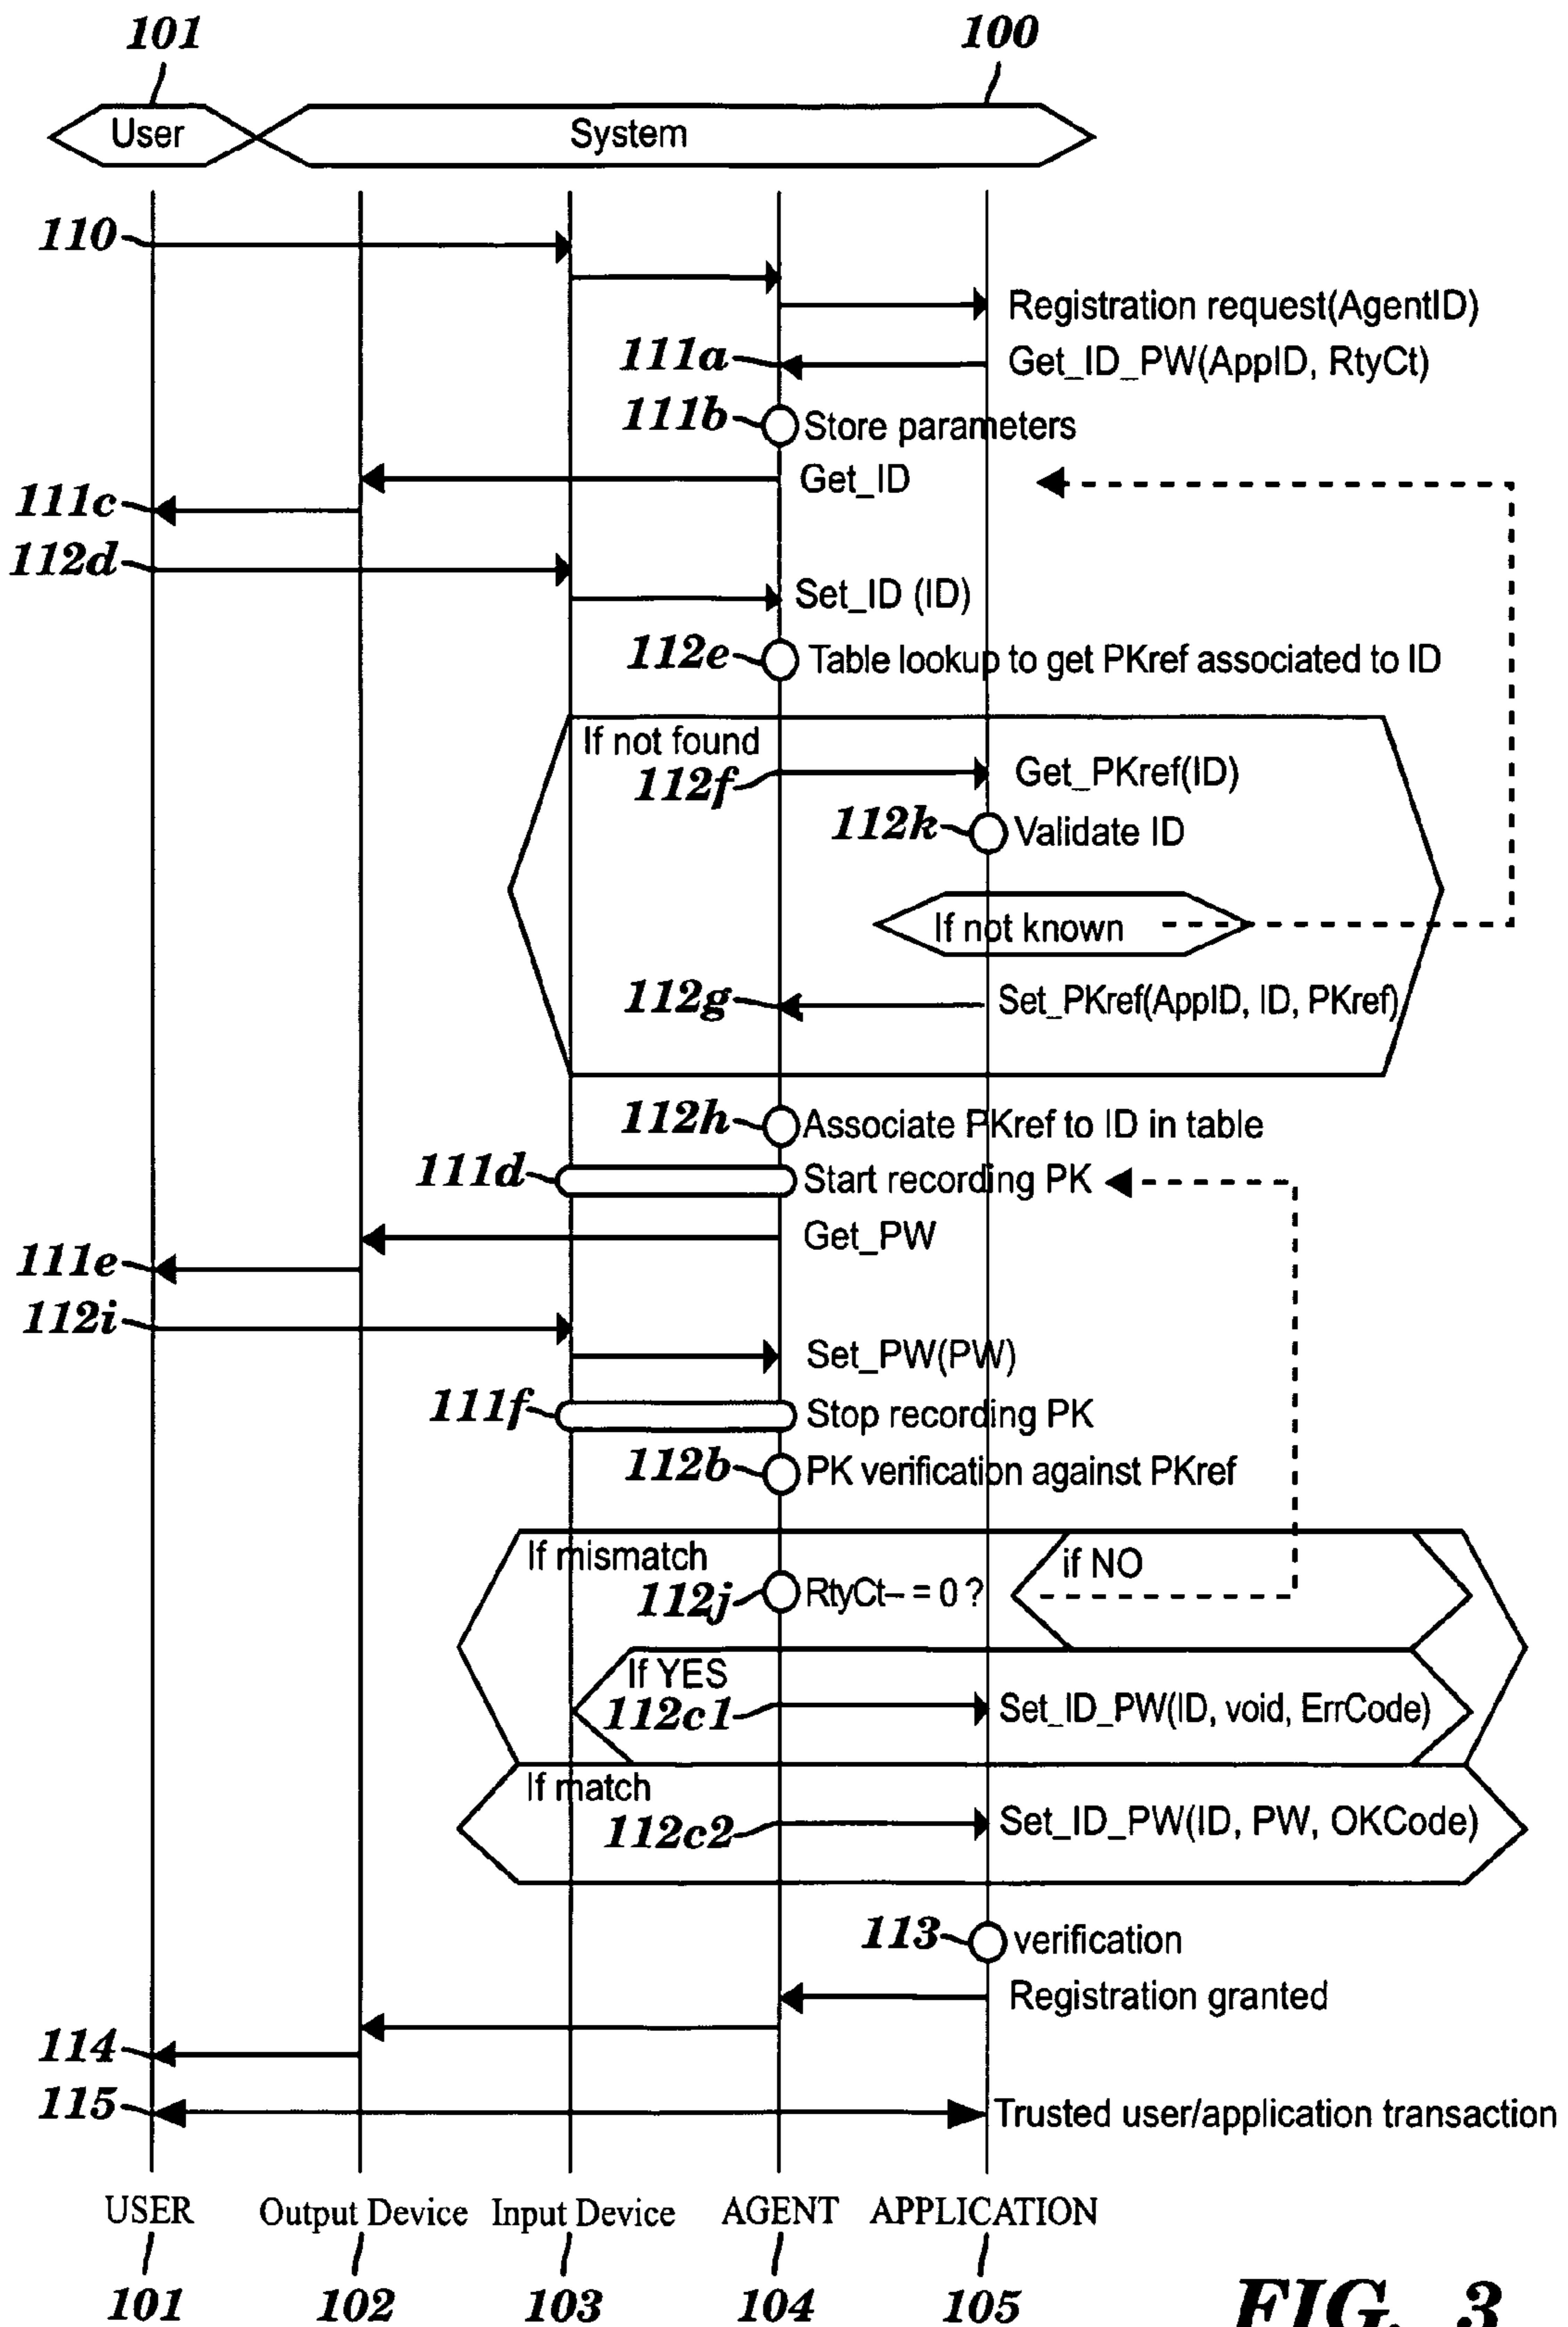 101
100
User
System
110
Registration request(AgentID)
111a
Get_ID_PW(AppID, RtyCt)
111b
Store parameters
Get_ID
111c
112d
Set_ID (ID)
112e
Table lookup to get PKref associated to ID
If not found
112f
Get_PKref(ID)
112k
Validate ID
If not known
112g
Set_PKref(AppID, ID, PKref)
112h
Associate PKref to ID in table
111d
Start recording PK
Get_PW
111e
112i
Set_PW(PW)
111f
Stop recording PK
112b
PK verification against PKref
If mismatch
if NO
112j
RtyCt– = 0 ?
If YES
112c1
Set_ID_PW(ID, void, ErrCode)
If match
112c2
Set_ID_PW(ID, PW, OKCode)
113
verification
Registration granted
114
115
Trusted user/application transaction
USER Output Device Input Device AGENT APPLICATION
101 102 103 104 105
FIG. 3